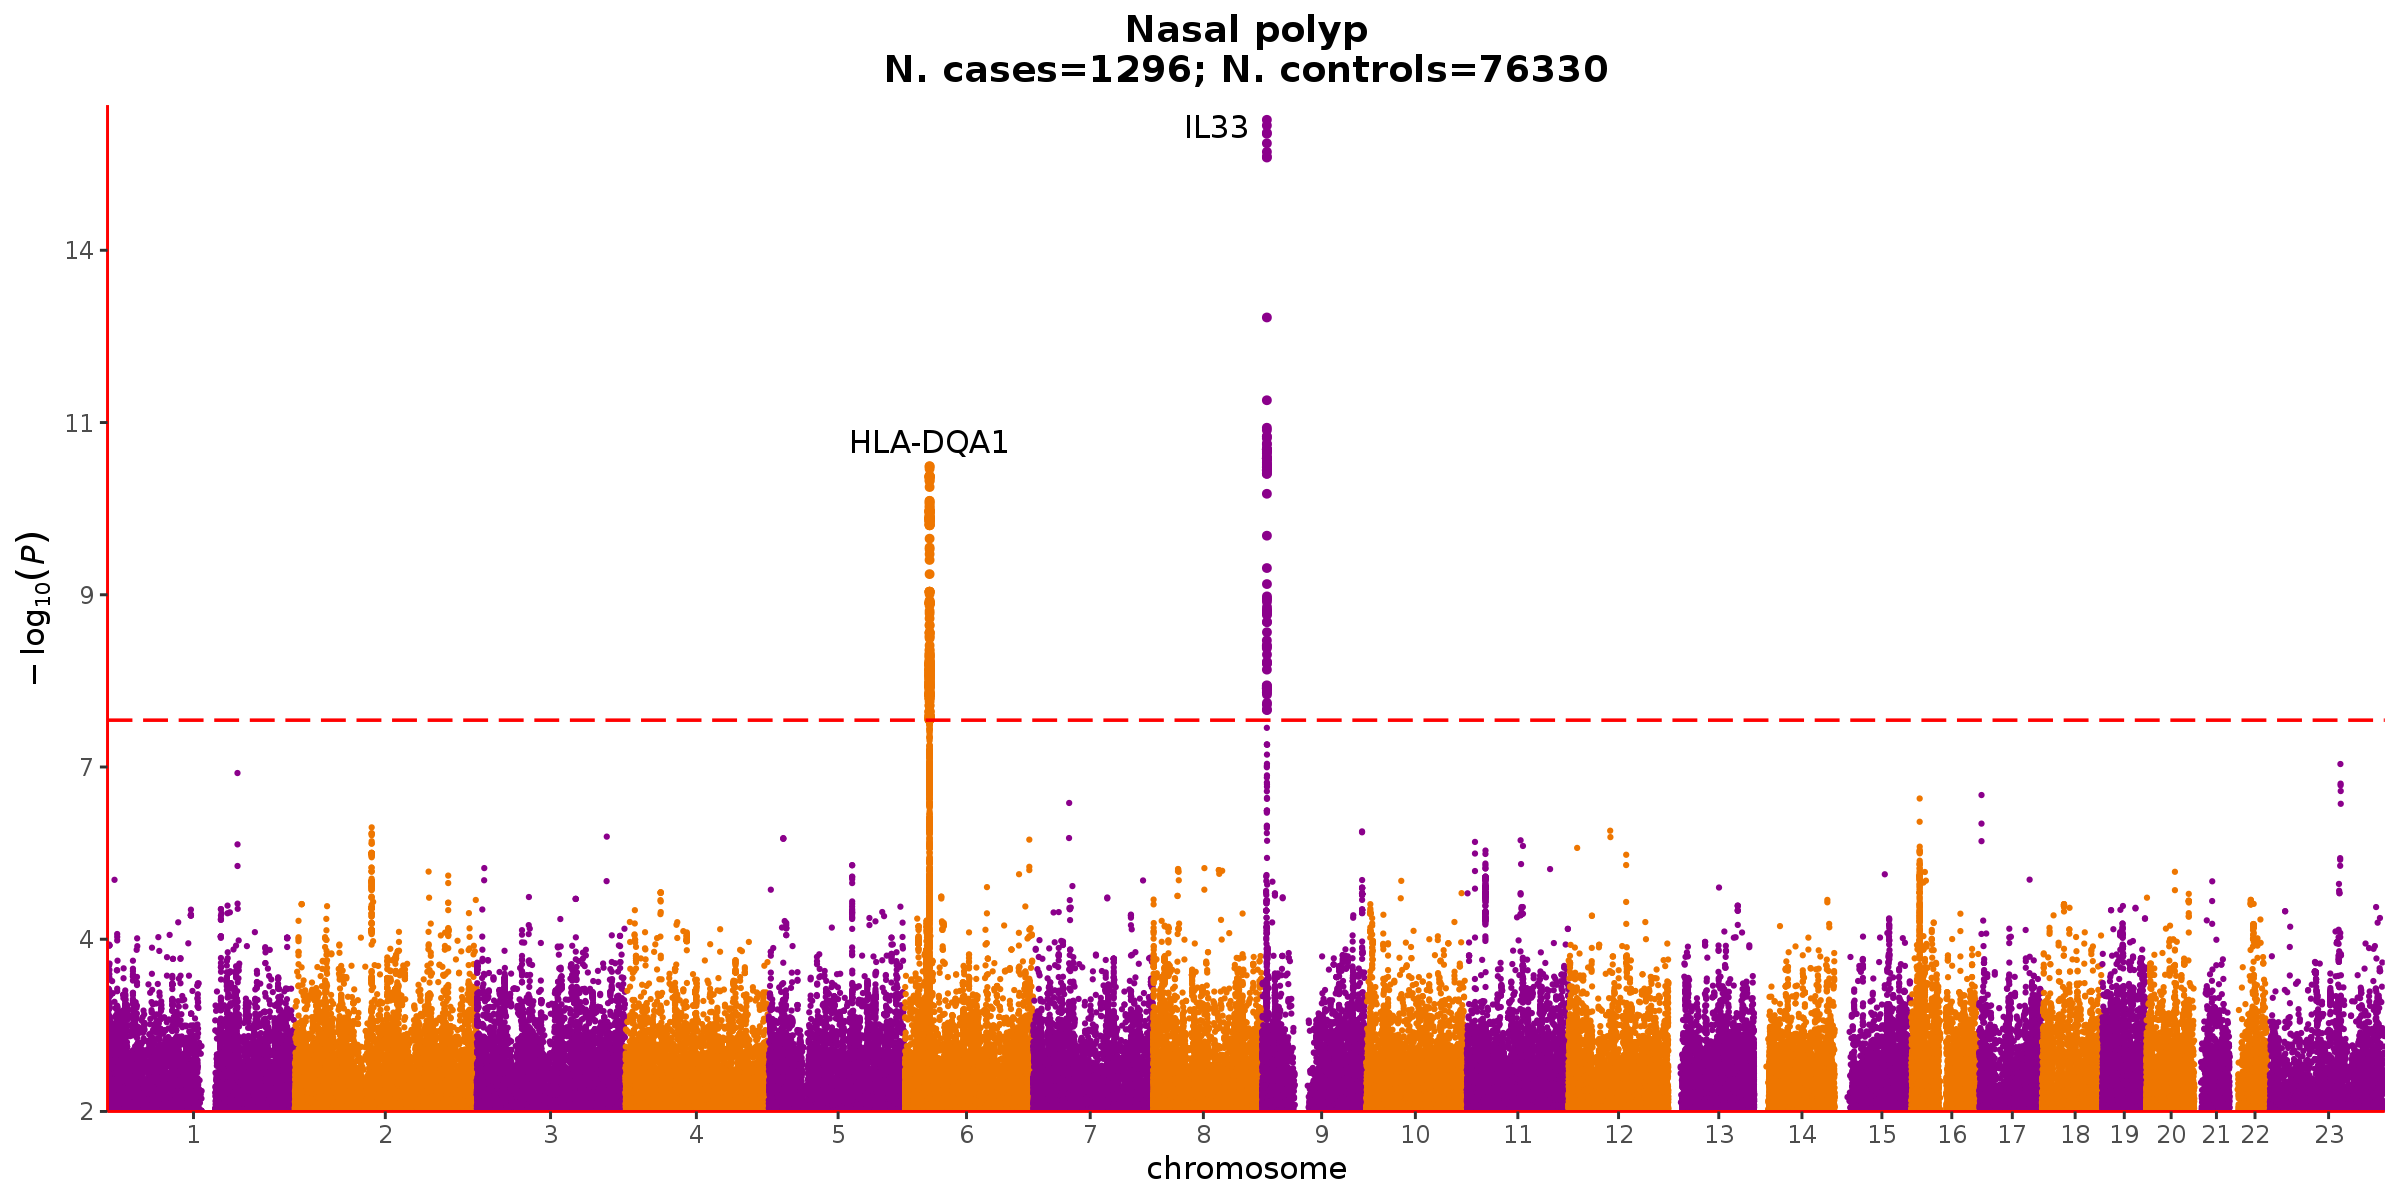 Nasal polyp
N. cases=1296; N. controls=76330
IL33
HLA-DQA1
14
11
9
7
4
2
−log₁₀(P)
1 2 3 4 5 6 7 8 9 10 11 12 13 14 15 16 17 18 19 20 21 22 23
chromosome